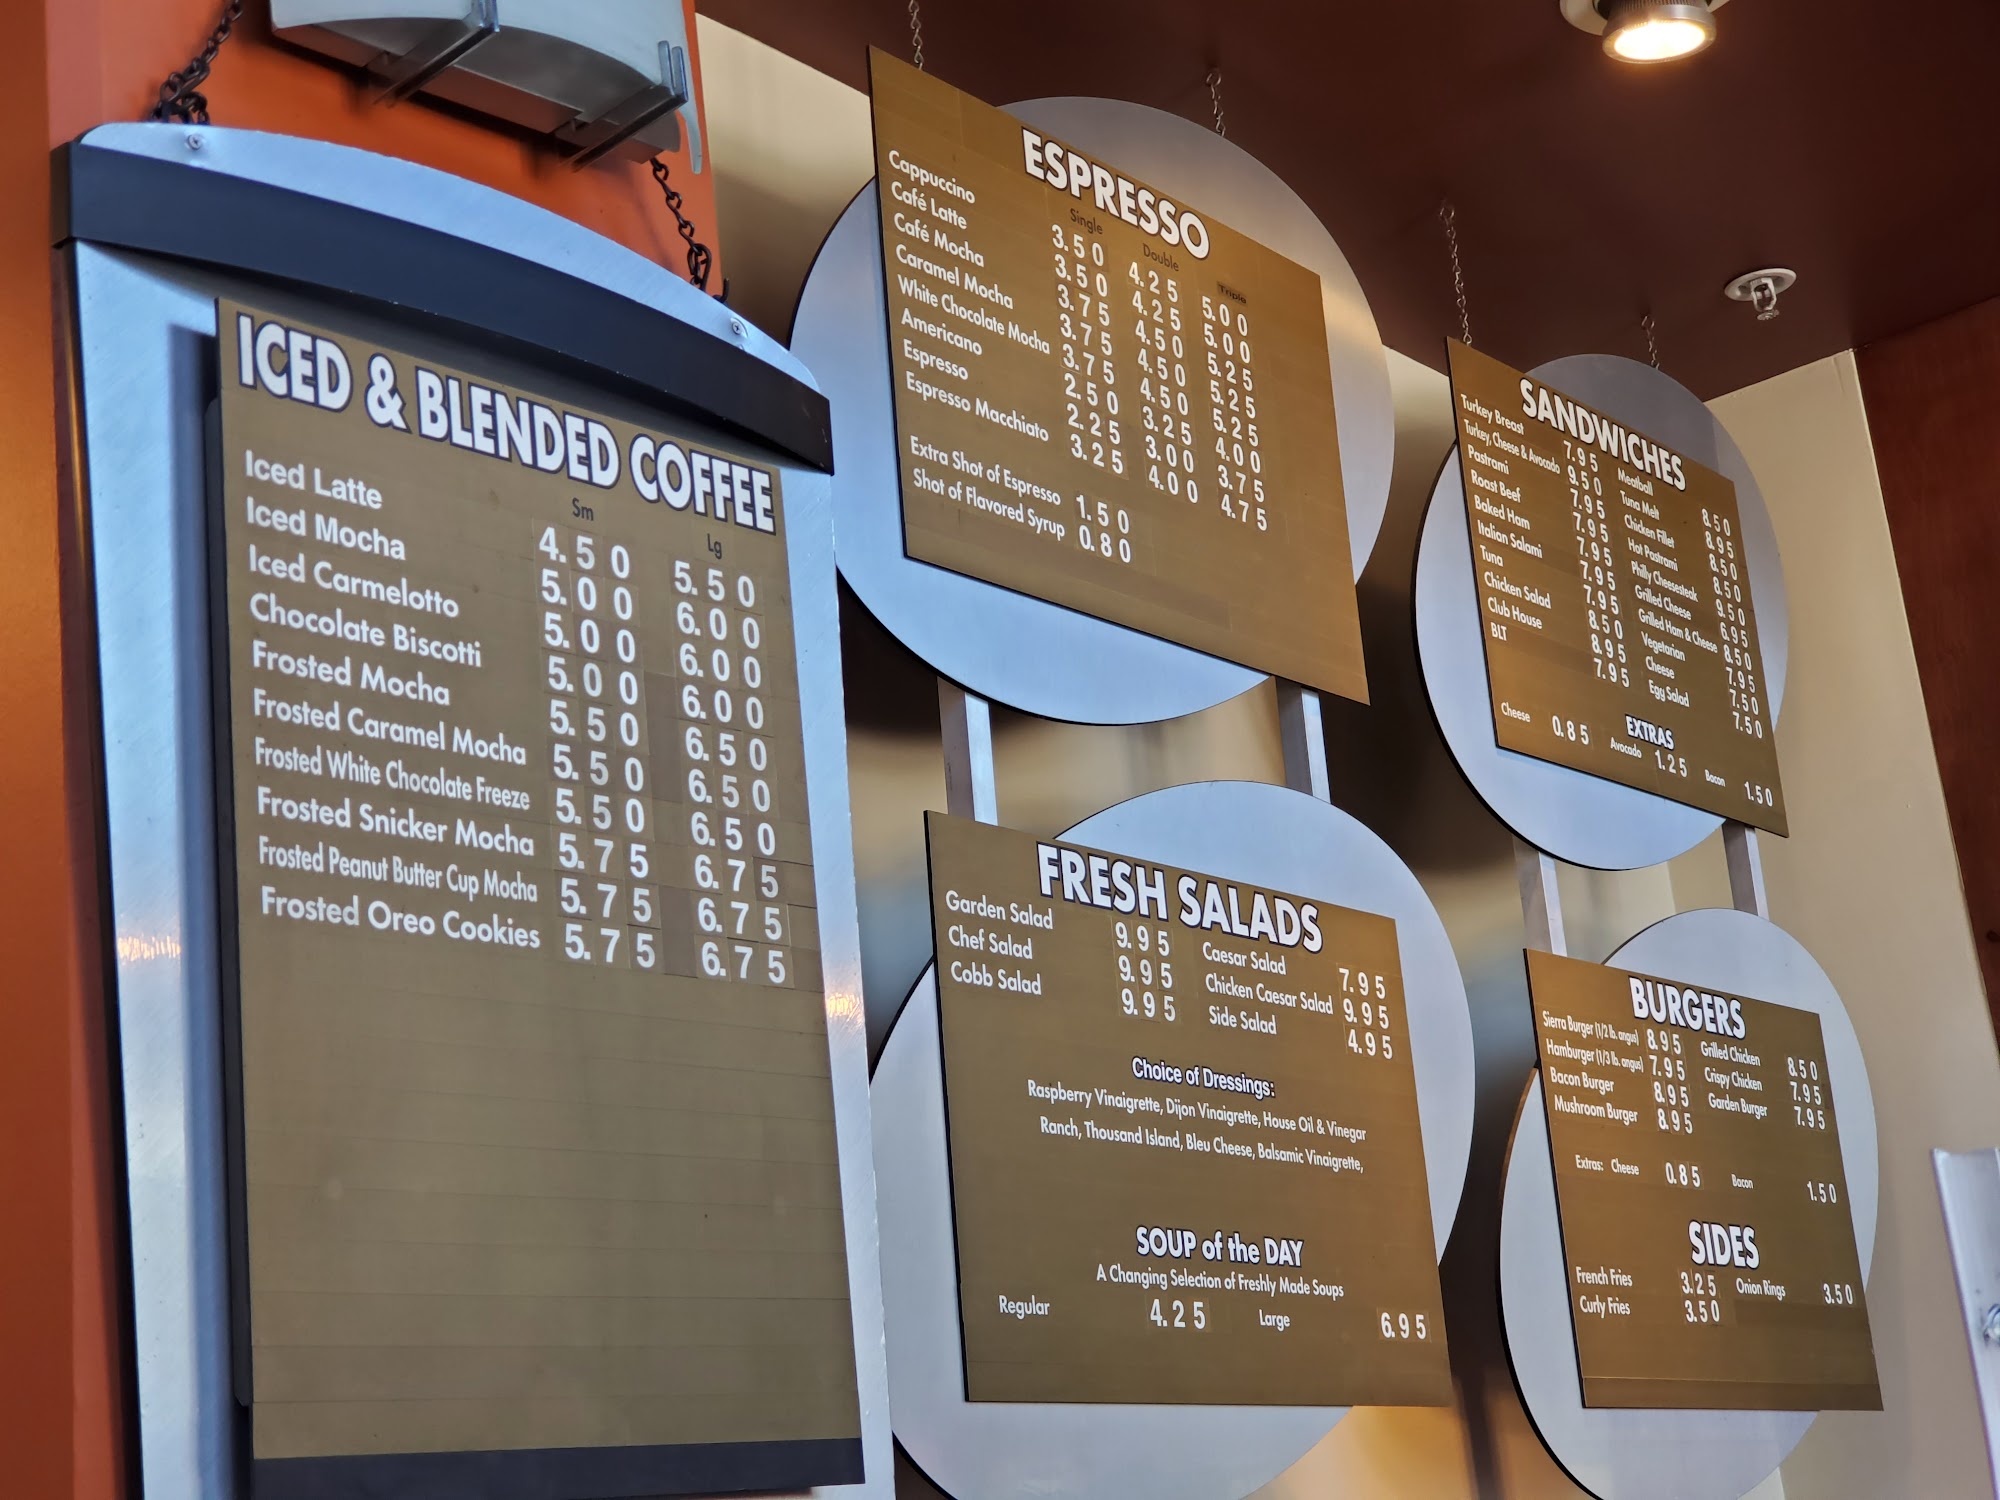 ICED & BLENDED COFFEE
Sm Lg
Iced Latte 4.50 5.50
Iced Mocha 5.00 6.00
Iced Carmelotto 5.00 6.00
Chocolate Biscotti 5.00 6.00
Frosted Mocha 5.50 6.50
Frosted Caramel Mocha 5.50 6.50
Frosted White Chocolate Freeze 5.50 6.50
Frosted Snicker Mocha 5.75 6.75
Frosted Peanut Butter Cup Mocha 5.75 6.75
Frosted Oreo Cookies 5.75 6.75
ESPRESSO
Single Double Triple
Cappuccino 3.50 4.25 5.00
Café Latte 3.50 4.25 5.00
Café Mocha 3.75 4.50 5.25
Caramel Mocha 3.75 4.50 5.25
White Chocolate Mocha 3.75 4.50 5.25
Americano 2.50 3.25 4.00
Espresso 2.25 3.00 3.75
Espresso Macchiato 3.25 4.00 4.75
Extra Shot of Espresso 1.50
Shot of Flavored Syrup 0.80
FRESH SALADS
Garden Salad 9.95 Caesar Salad 7.95
Chef Salad 9.95 Chicken Caesar Salad 9.95
Cobb Salad 9.95 Side Salad 4.95
Choice of Dressings:
Raspberry Vinaigrette, Dijon Vinaigrette, House Oil & Vinegar
Ranch, Thousand Island, Bleu Cheese, Balsamic Vinaigrette,
SOUP of the DAY
A Changing Selection of Freshly Made Soups
Regular 4.25 Large 6.95
SANDWICHES
Turkey Breast 7.95 Meatball 8.50
Turkey, Cheese & Avocado 9.50 Tuna Melt 8.95
Pastrami 7.95 Chicken Fillet 8.50
Roast Beef 7.95 Hot Pastrami 8.50
Baked Ham 7.95 Philly Cheesesteak 9.50
Italian Salami 7.95 Grilled Cheese 6.95
Tuna 7.95 Grilled Ham & Cheese 8.50
Chicken Salad 8.50 Vegetarian 7.95
Club House 8.95 Cheese 7.50
BLT 7.95 Egg Salad 7.50
EXTRAS
Cheese 0.85 Avocado 1.25 Bacon 1.50
BURGERS
Sierra Burger (1/2 lb. angus) 8.95 Grilled Chicken 8.50
Hamburger (1/3 lb. angus) 7.95 Crispy Chicken 7.95
Bacon Burger 8.95 Garden Burger 7.95
Mushroom Burger 8.95
Extras: Cheese 0.85 Bacon 1.50
SIDES
French Fries 3.25 Onion Rings 3.50
Curly Fries 3.50